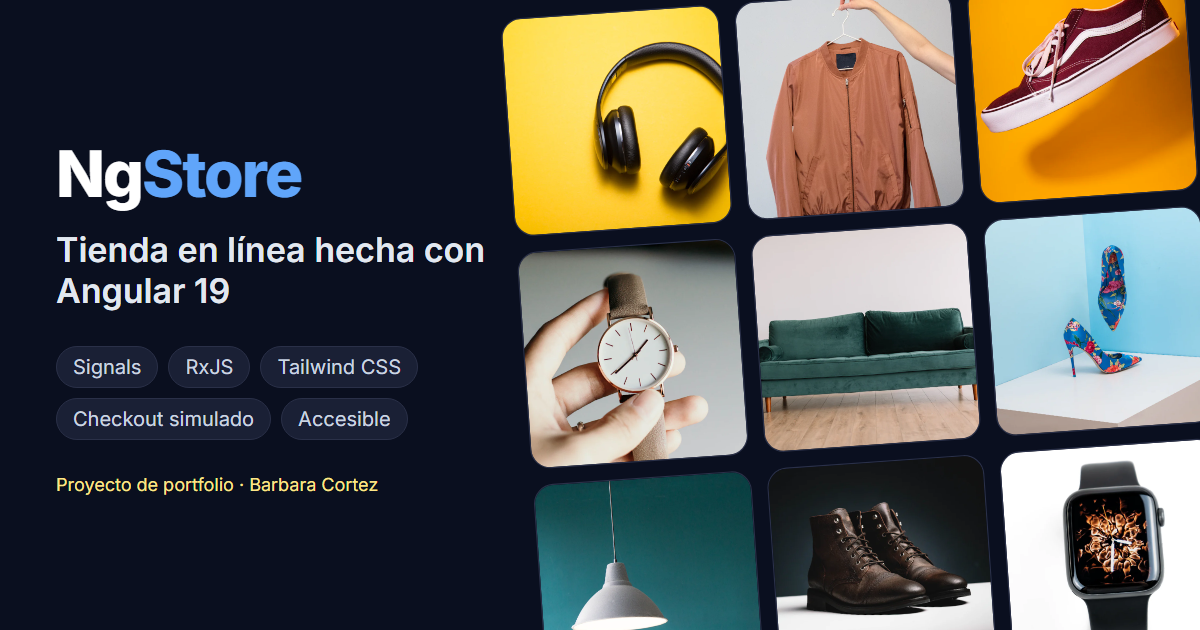 NgStore
Tienda en línea hecha con
Angular 19
Signals
RxJS
Tailwind CSS
Checkout simulado
Accesible
Proyecto de portfolio · Barbara Cortez